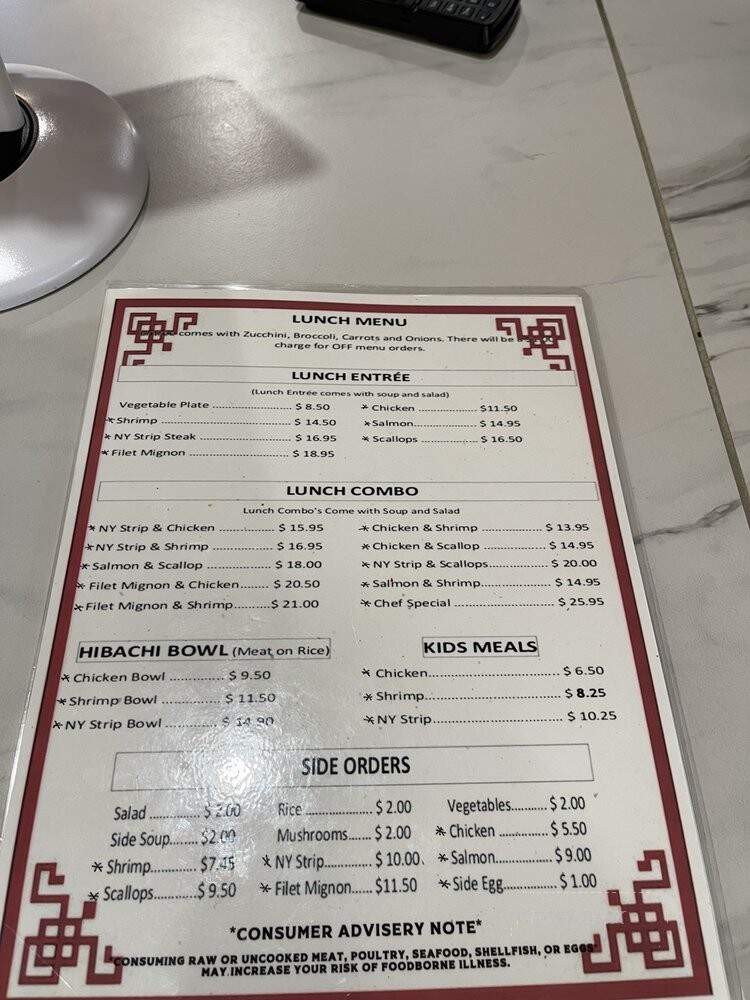 LUNCH MENU
comes with Zucchini, Broccoli, Carrots and Onions. There will be
charge for OFF menu orders.
LUNCH ENTRÉE
(Lunch Entrée comes with soup and salad)
Vegetable Plate .................. $ 8.50 * Chicken ............... $11.50
*Shrimp ............................. $ 14.50 *Salmon................. $ 14.95
* NY Strip Steak .................... $ 16.95 * Scallops ................ $ 16.50
*Filet Mignon ...................... $ 18.95
LUNCH COMBO
Lunch Combo's Come with Soup and Salad
*NY Strip & Chicken ............. $ 15.95 *Chicken & Shrimp .............. $ 13.95
*NY Strip & Shrimp .............. $ 16.95 *Chicken & Scallop ............... $ 14.95
*Salmon & Scallop ................ $ 18.00 *NY Strip & Scallops............... $ 20.00
*Filet Mignon & Chicken....... $ 20.50 *Salmon & Shrimp.................. $ 14.95
*Filet Mignon & Shrimp.........$ 21.00 *Chef Special ......................... $ 25.95
HIBACHI BOWL (Meat on Rice) KIDS MEALS
*Chicken Bowl ............. $ 9.50 * Chicken............................... $ 6.50
*Shrimp Bowl .............. $ 11.50 *Shrimp................................ $ 8.25
*NY Strip Bowl ............ $ 14.90 *NY Strip.............................. $ 10.25
SIDE ORDERS
Salad ............. $ 2.00 Rice ................... $ 2.00 Vegetables.......... $ 2.00
Side Soup....... $2.00 Mushrooms...... $ 2.00 * Chicken ............. $ 5.50
* Shrimp............ $7.45 * NY Strip............. $ 10.00 * Salmon................ $ 9.00
* Scallops..........$ 9.50 * Filet Mignon...... $11.50 *Side Egg............... $ 1.00
*CONSUMER ADVISERY NOTE*
*CONSUMING RAW OR UNCOOKED MEAT, POULTRY, SEAFOOD, SHELLFISH, OR EGGS*
MAY INCREASE YOUR RISK OF FOODBORNE ILLNESS.